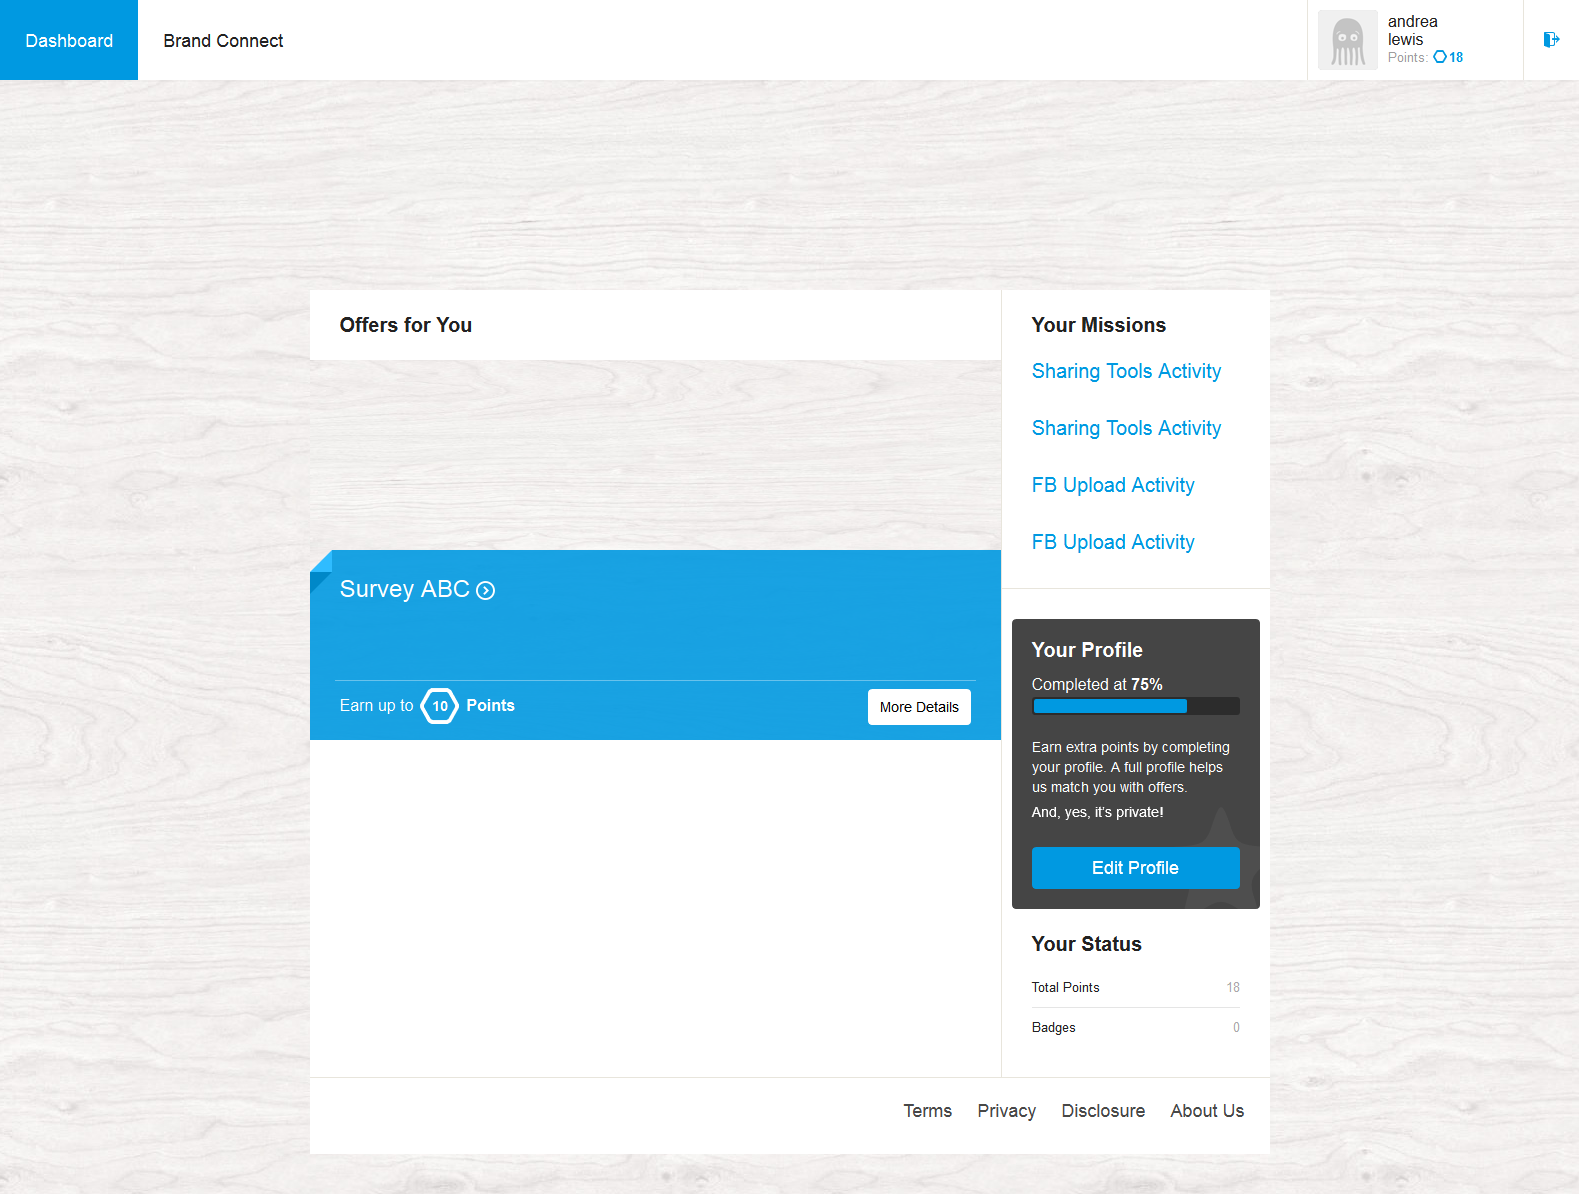 Dashboard
Brand Connect
andrea
lewis
Points: 18
Offers for You
Survey ABC
Earn up to 10 Points
More Details
Your Missions
Sharing Tools Activity
Sharing Tools Activity
FB Upload Activity
FB Upload Activity
Your Profile
Completed at 75%
Earn extra points by completing
your profile. A full profile helps
us match you with offers.
And, yes, it's private!
Edit Profile
Your Status
Total Points 18
Badges 0
Terms Privacy Disclosure About Us